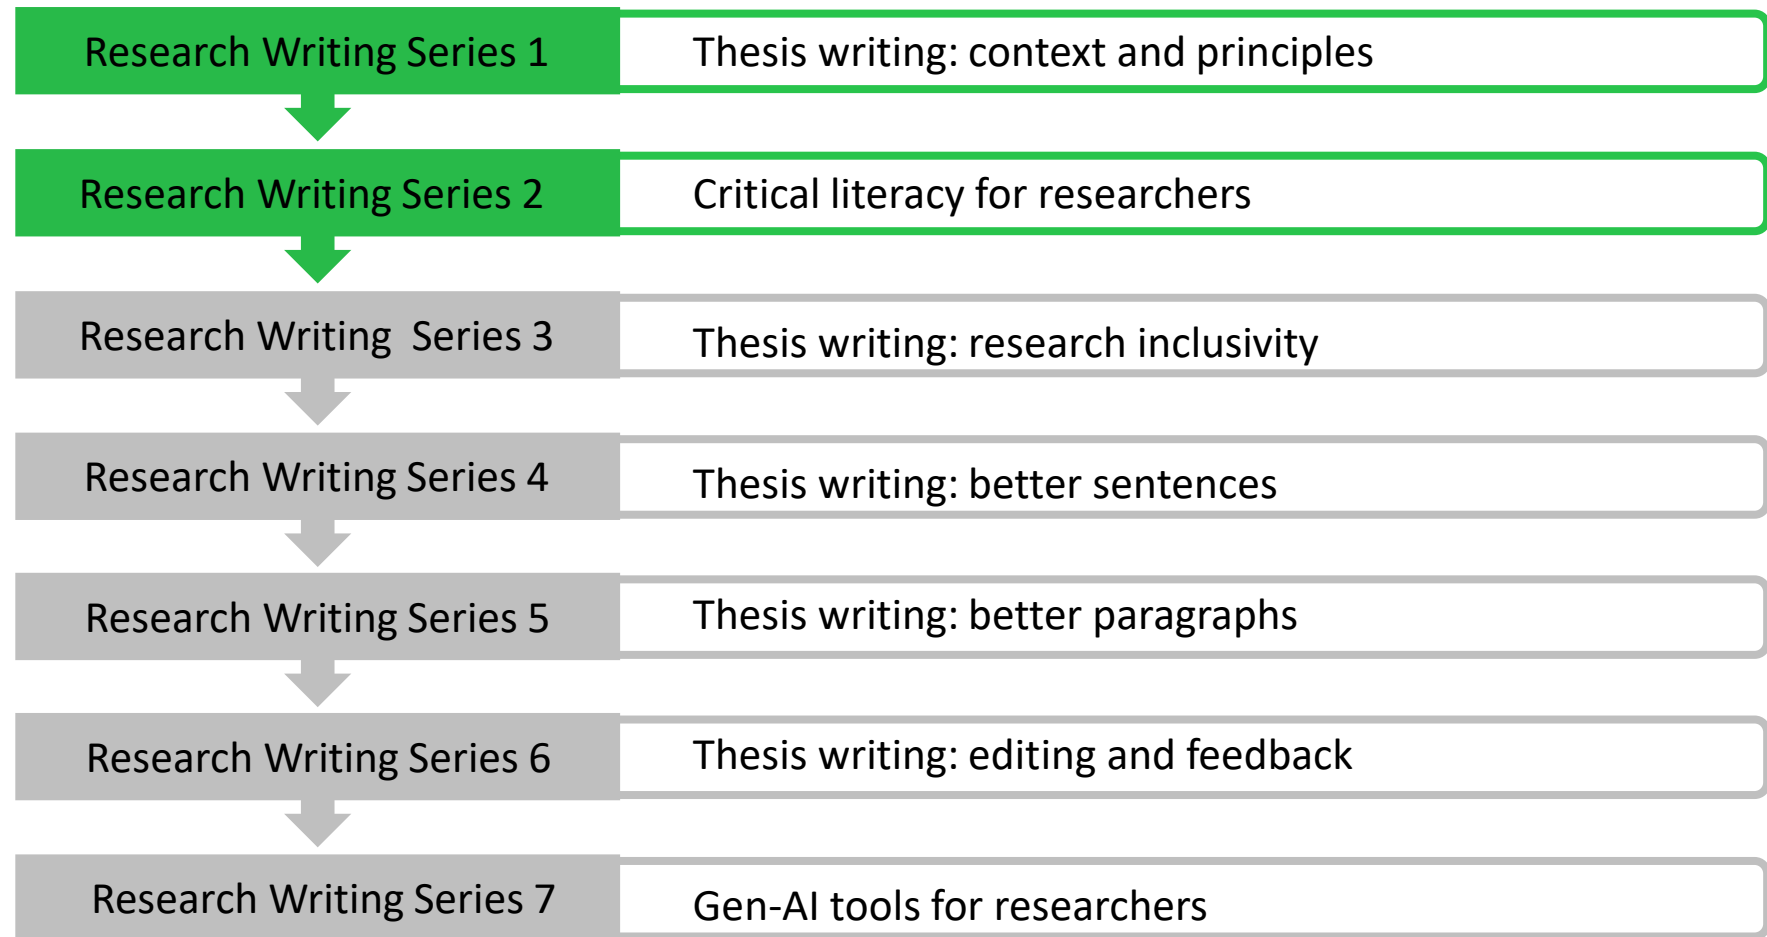 Research Writing Series 1
Thesis writing: context and principles
Research Writing Series 2
Critical literacy for researchers
Research Writing  Series 3
Thesis writing: research inclusivity
Research Writing Series 4
Thesis writing: better sentences
Research Writing Series 5
Thesis writing: better paragraphs
Research Writing Series 6
Thesis writing: editing and feedback
Research Writing Series 7
Gen-AI tools for researchers